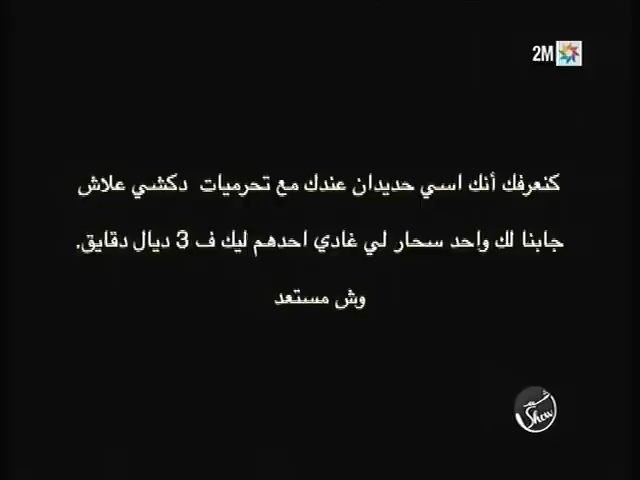 2M
كنعرفك أنك اسي حديدان عندك مع تحرميات دكشي علاش
جابنا لك واحد سحار لي غادي احدهم ليك ف 3 ديال دقايق.
وش مستعد
Show